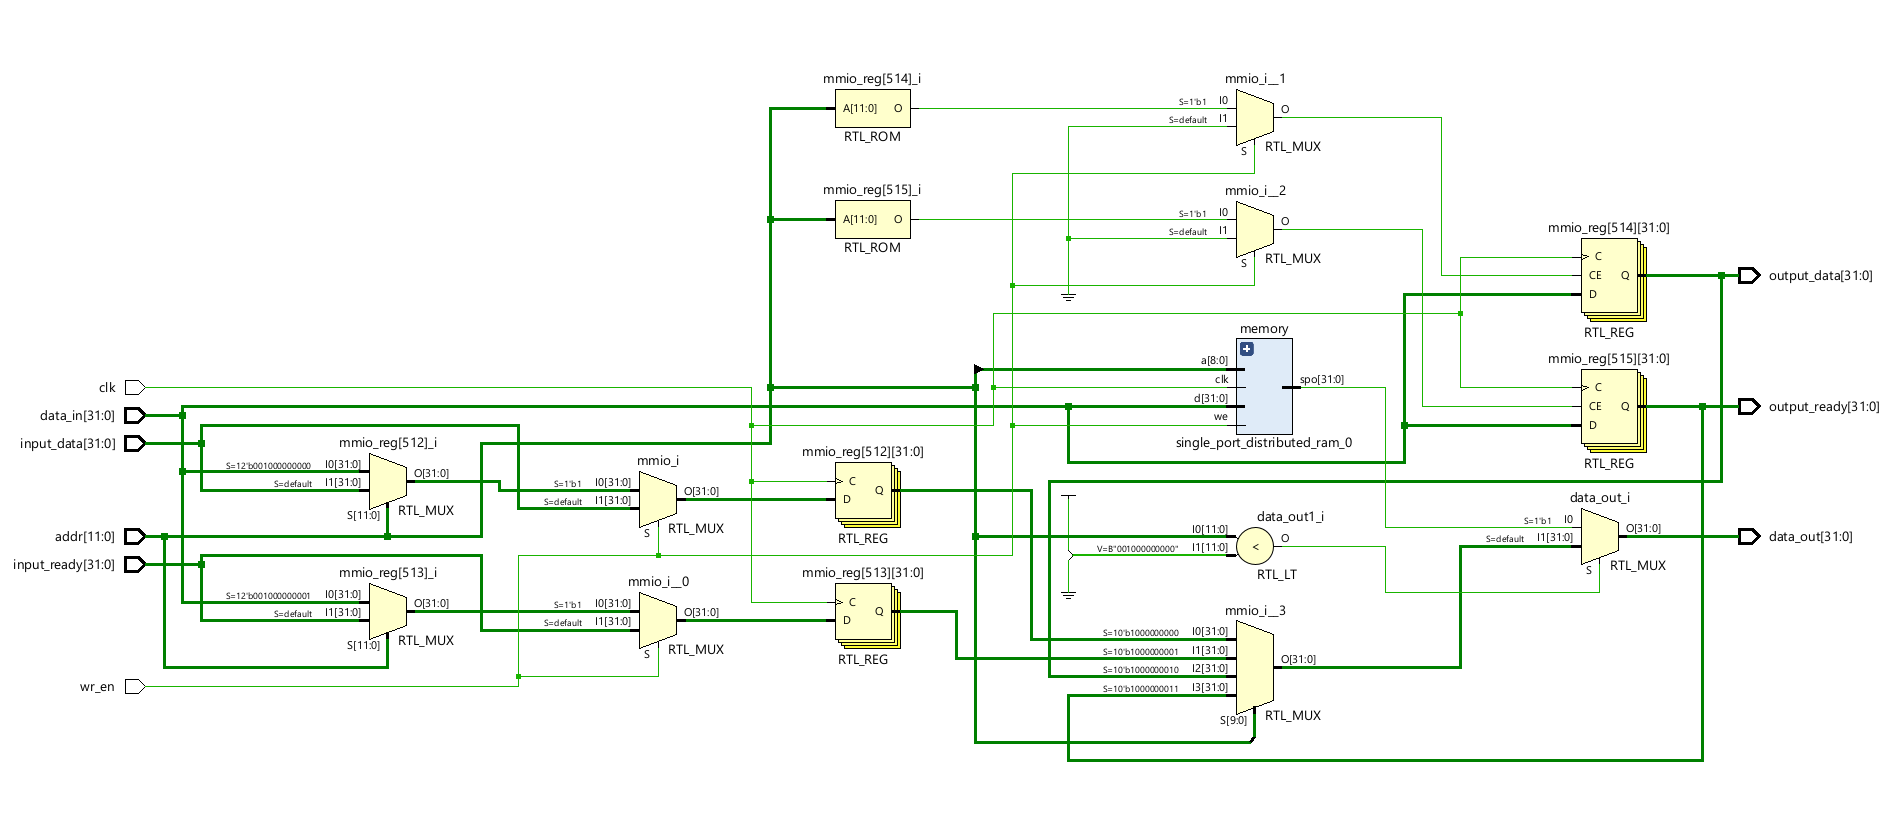 mmio_reg[514]_i
A[11:0] O
RTL_ROM
mmio_i__1
S=1'b1 I0
S=default I1
O
S
RTL_MUX
mmio_reg[515]_i
A[11:0] O
RTL_ROM
mmio_i__2
S=1'b1 I0
S=default I1
O
S
RTL_MUX
mmio_reg[514][31:0]
C
CE Q
D
RTL_REG
output_data[31:0]
memory
a[8:0]
clk
d[31:0]
we
spo[31:0]
single_port_distributed_ram_0
mmio_reg[515][31:0]
C
CE Q
D
RTL_REG
output_ready[31:0]
clk
data_in[31:0]
input_data[31:0]
addr[11:0]
input_ready[31:0]
wr_en
mmio_reg[512]_i
S=12'b001000000000 I0[31:0]
S=default I1[31:0]
O[31:0]
S[11:0]
RTL_MUX
mmio_i
S=1'b1 I0[31:0]
S=default I1[31:0]
O[31:0]
S
RTL_MUX
mmio_reg[512][31:0]
C
D
Q
RTL_REG
mmio_reg[513]_i
S=12'b001000000001 I0[31:0]
S=default I1[31:0]
O[31:0]
S[11:0]
RTL_MUX
mmio_i__0
S=1'b1 I0[31:0]
S=default I1[31:0]
O[31:0]
S
RTL_MUX
mmio_reg[513][31:0]
C
D
Q
RTL_REG
data_out1_i
I0[11:0]
V=B"001000000000" I1[11:0]
<
O
RTL_LT
mmio_i__3
S=10'b1000000000 I0[31:0]
S=10'b1000000001 I1[31:0]
S=10'b1000000010 I2[31:0]
S=10'b1000000011 I3[31:0]
O[31:0]
S[9:0]
RTL_MUX
data_out_i
S=1'b1 I0
S=default I1[31:0]
O[31:0]
S
RTL_MUX
data_out[31:0]